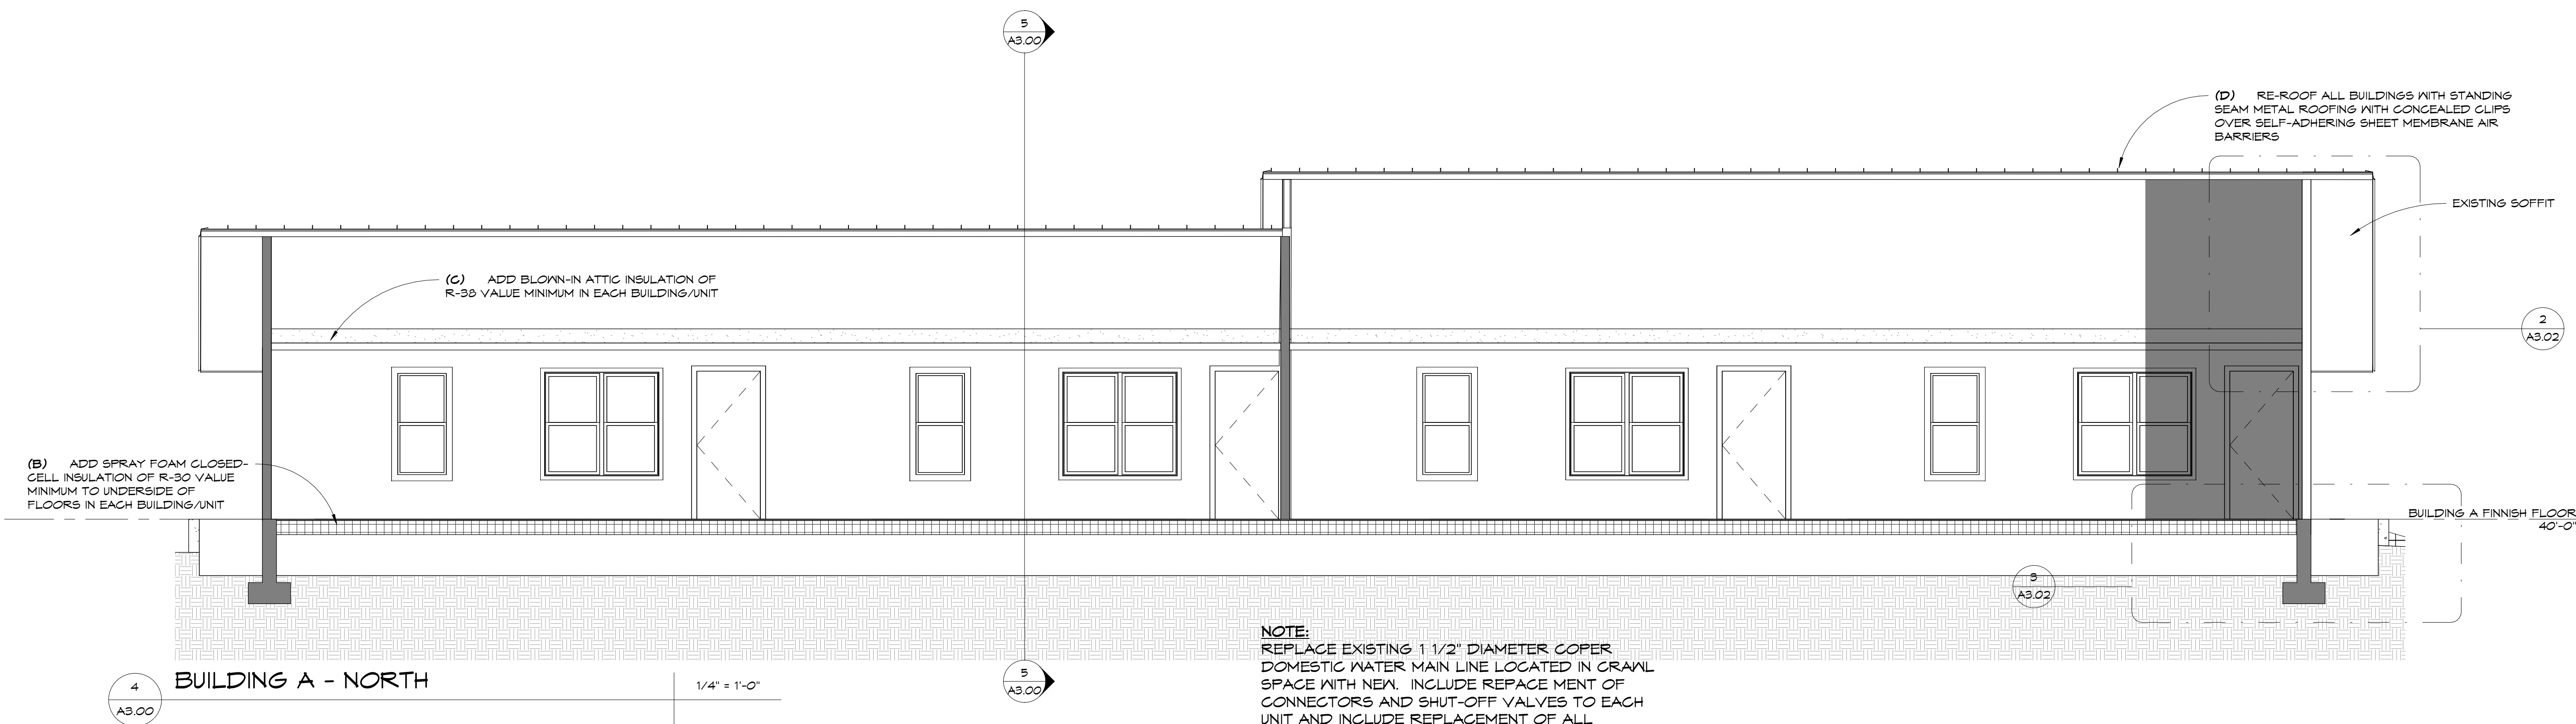 5
A3.00
(D) RE-ROOF ALL BUILDINGS WITH STANDING
SEAM METAL ROOFING WITH CONCEALED CLIPS
OVER SELF-ADHERING SHEET MEMBRANE AIR
BARRIERS
EXISTING SOFFIT
(C) ADD BLOWN-IN ATTIC INSULATION OF
R-38 VALUE MINIMUM IN EACH BUILDING/UNIT
2
A3.02
(B) ADD SPRAY FOAM CLOSED-
CELL INSULATION OF R-30 VALUE
MINIMUM TO UNDERSIDE OF
FLOORS IN EACH BUILDING/UNIT
BUILDING A FINNISH FLOOR
40'-0"
3
A3.02
NOTE:
REPLACE EXISTING 1 1/2" DIAMETER COPER
DOMESTIC WATER MAIN LINE LOCATED IN CRAWL
SPACE WITH NEW. INCLUDE REPACE MENT OF
CONNECTORS AND SHUT-OFF VALVES TO EACH
UNIT AND INCLUDE REPLACEMENT OF ALL
4
A3.00
BUILDING A - NORTH
1/4" = 1'-0"
5
A3.00